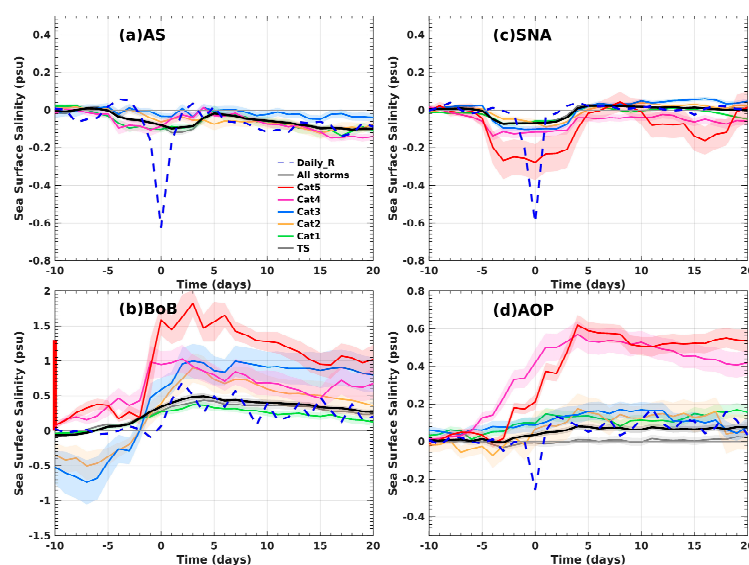 (a)AS
Sea Surface Salinity (psu)
0.4
0.2
0
-0.2
-0.4
-0.6
-0.8
-10 -5 0 5 10 15 20
Time (days)
Daily_R
All storms
Cat5
Cat4
Cat3
Cat2
Cat1
TS
(c)SNA
Sea Surface Salinity (psu)
0.4
0.2
0
-0.2
-0.4
-0.6
-0.8
-10 -5 0 5 10 15 20
Time (days)
(b)BoB
Sea Surface Salinity (psu)
2
1.5
1
0.5
0
-0.5
-1
-1.5
-10 -5 0 5 10 15 20
Time (days)
(d)AOP
Sea Surface Salinity (psu)
0.8
0.6
0.4
0.2
0
-0.2
-0.4
-10 -5 0 5 10 15 20
Time (days)